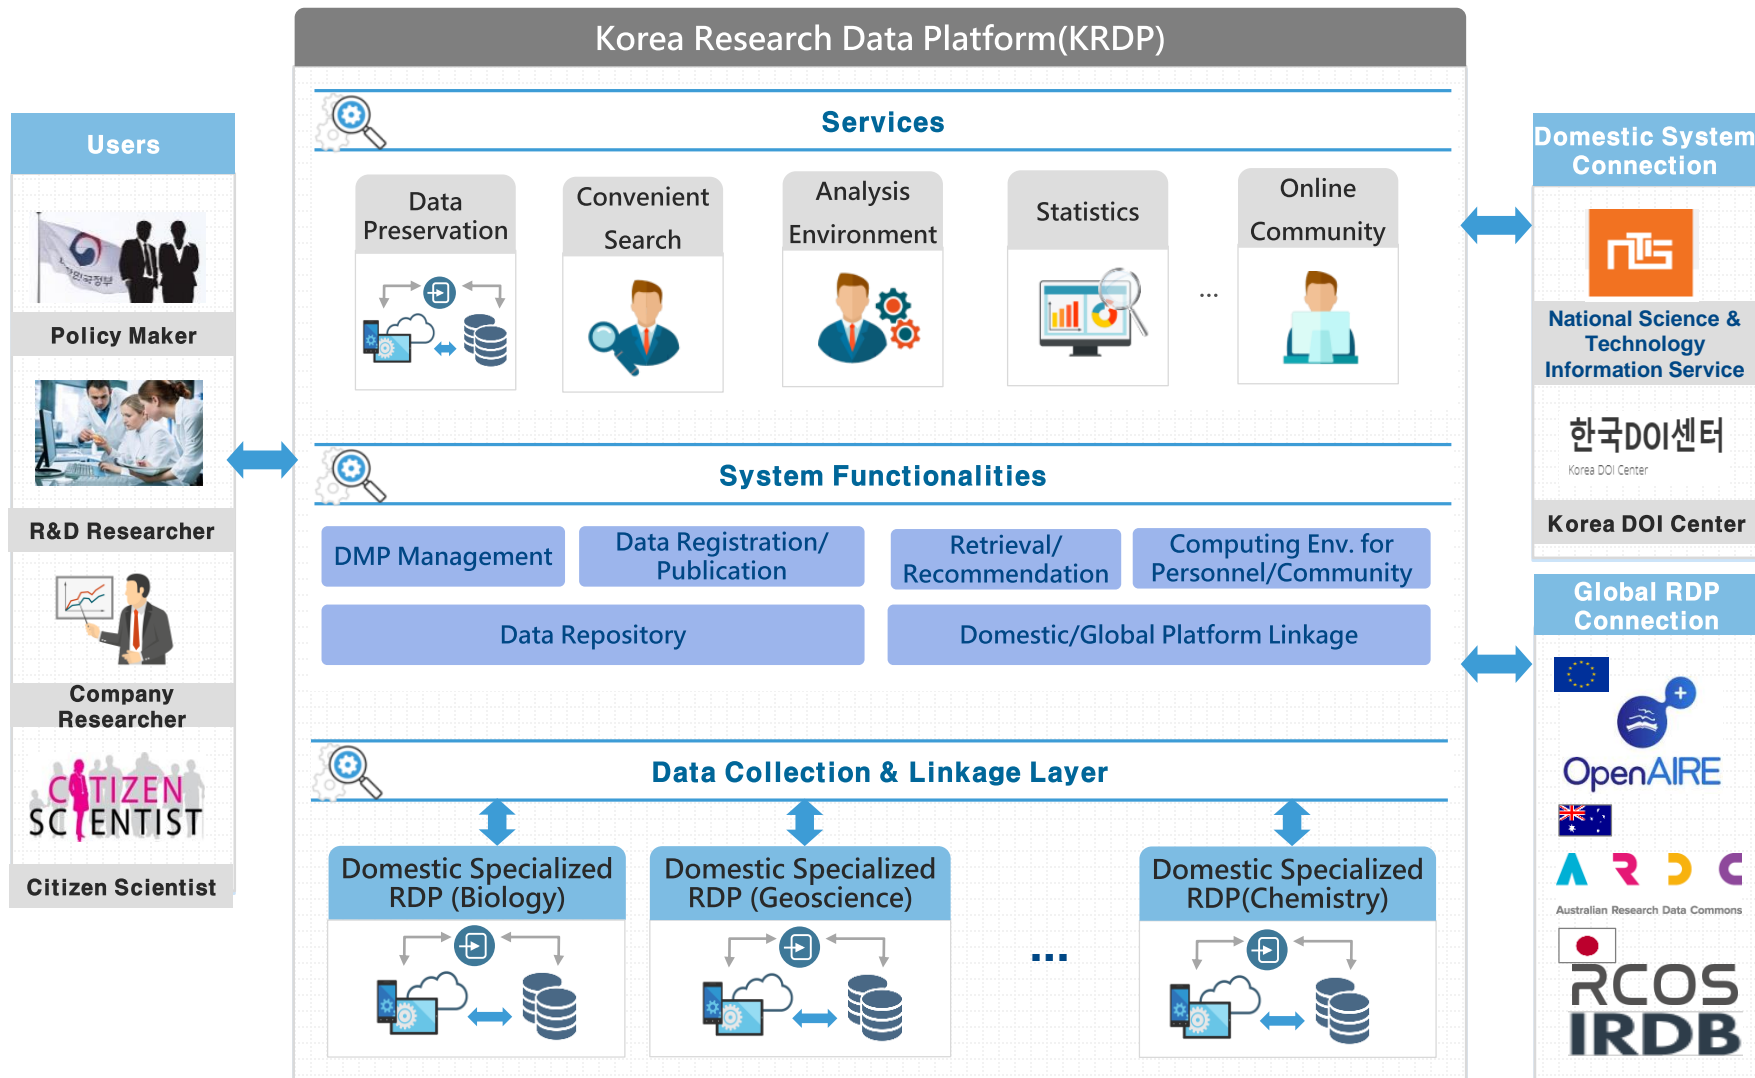 Korea Research Data Platform(KRDP)
Users
Policy Maker
R&D Researcher
Company
Researcher
CITIZEN
SCIENTIST
Citizen Scientist
Services
Data
Preservation
Convenient
Search
Analysis
Environment
Statistics
...
Online
Community
System Functionalities
DMP Management
Data Registration/
Publication
Retrieval/
Recommendation
Computing Env. for
Personnel/Community
Data Repository
Domestic/Global Platform Linkage
Data Collection & Linkage Layer
Domestic Specialized
RDP (Biology)
Domestic Specialized
RDP (Geoscience)
...
Domestic Specialized
RDP(Chemistry)
Domestic System
Connection
NTIS
National Science &
Technology
Information Service
한국DOI센터
Korea DOI Center
Korea DOI Center
Global RDP
Connection
OpenAIRE
ARDC
Australian Research Data Commons
RCOS
IRDB